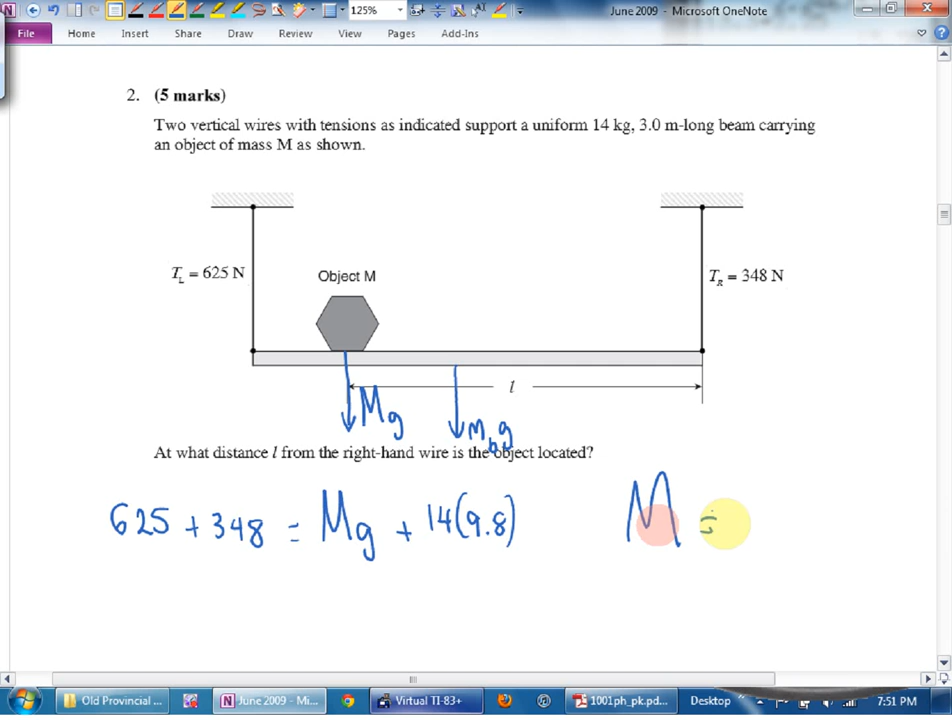 125%
June 2009 - Microsoft OneNote
File Home Insert Share Draw Review View Pages Add-Ins
2. (5 marks)
Two vertical wires with tensions as indicated support a uniform 14 kg, 3.0 m-long beam carrying
an object of mass M as shown.
T_L = 625 N
Object M
T_R = 348 N
l
Mg
m_b g
At what distance l from the right-hand wire is the object located?
625 + 348 = Mg + 14(9.8)
M =
Old Provincial ...
June 2009 - Mi...
Virtual TI-83+
1001ph_pk.pd...
Desktop
7:51 PM